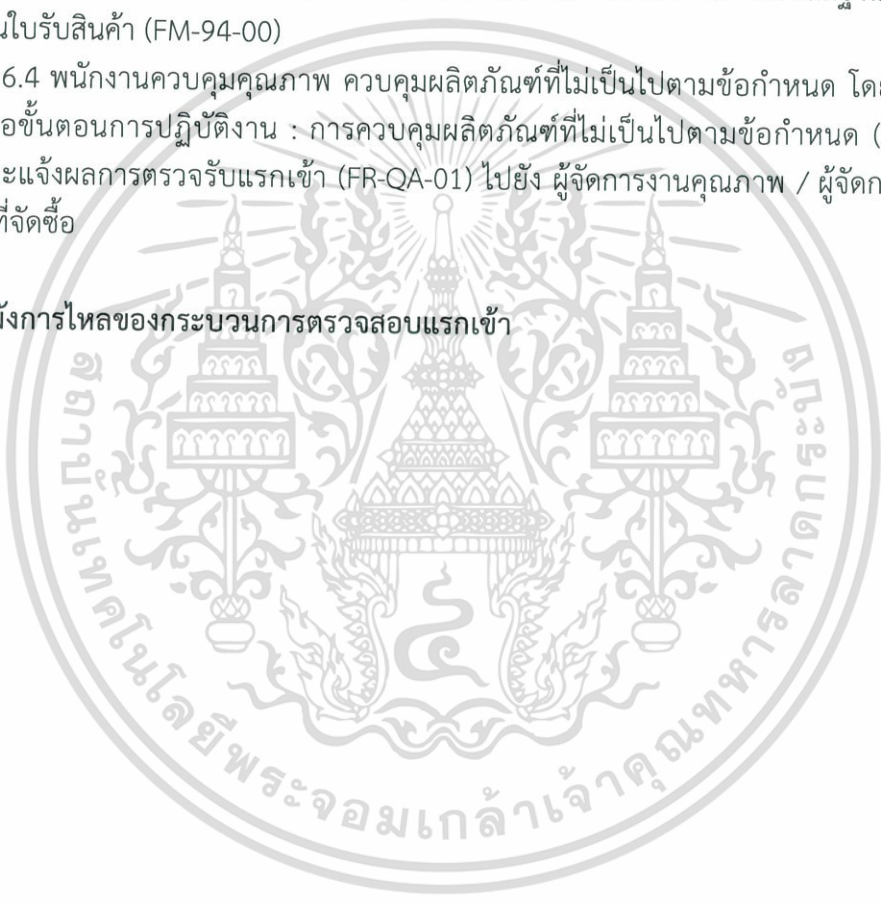 นใบรับสินค้า (FM-94-00)
6.4 พนักงานควบคุมคุณภาพ ควบคุมผลิตภัณฑ์ที่ไม่เป็นไปตามข้อกำหนด โดย
อขั้นตอนการปฏิบัติงาน : การควบคุมผลิตภัณฑ์ที่ไม่เป็นไปตามข้อกำหนด (
ะแจ้งผลการตรวจรับแรกเข้า (FR-QA-01) ไปยัง ผู้จัดการงานคุณภาพ / ผู้จัดก
ที่จัดซื้อ
ังการไหลของกระบวนการตรวจสอบแรกเข้า
สถาบันเทคโนโลยีพระจอมเกล้าเจ้าคุณทหารลาดกระบัง
๔